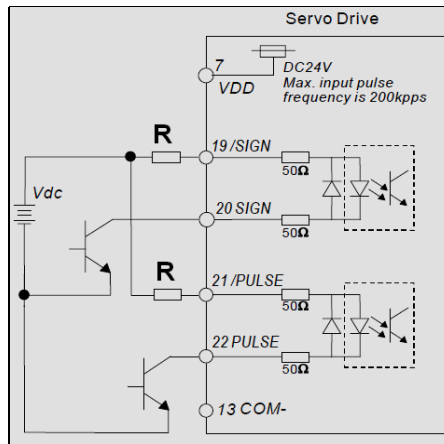 Servo Drive
7
VDD
DC24V
Max. input pulse
frequency is 200kpps
R
19 /SIGN
50Ω
Vdc
20 SIGN
50Ω
R
21 /PULSE
50Ω
22 PULSE
50Ω
13 COM-